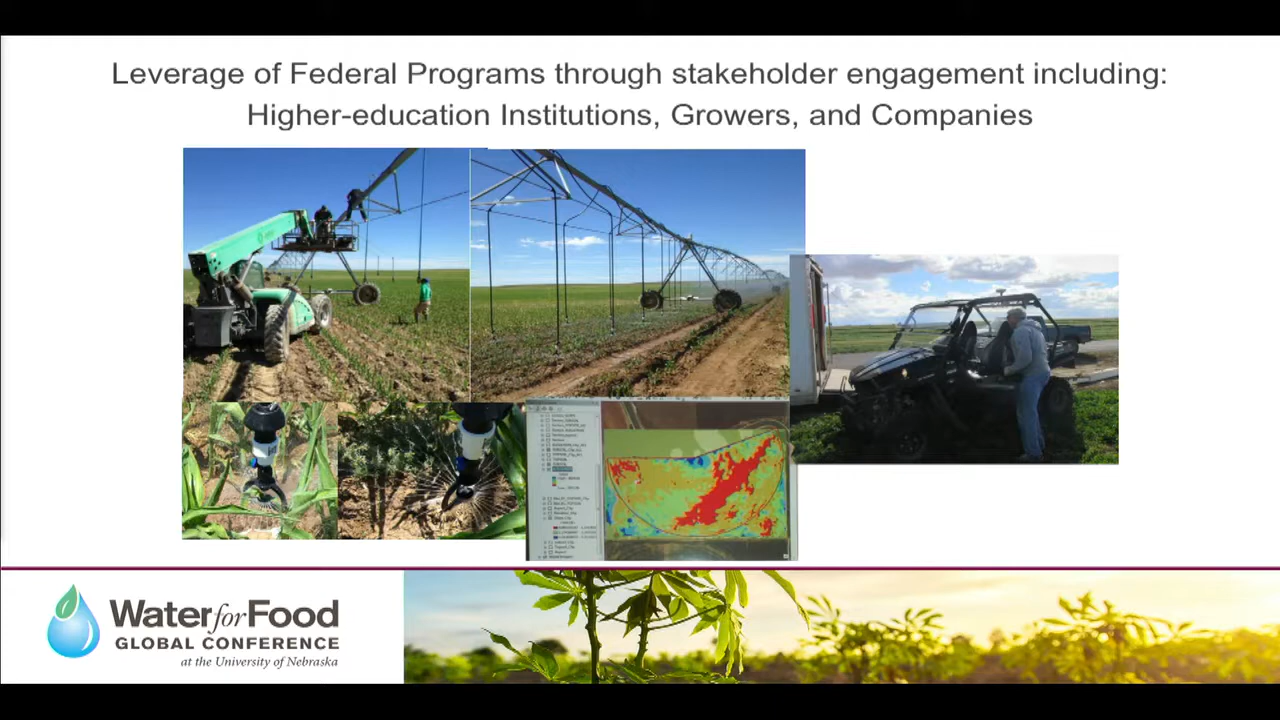 Leverage of Federal Programs through stakeholder engagement including:
Higher-education Institutions, Growers, and Companies
Water for Food
GLOBAL CONFERENCE
at the University of Nebraska